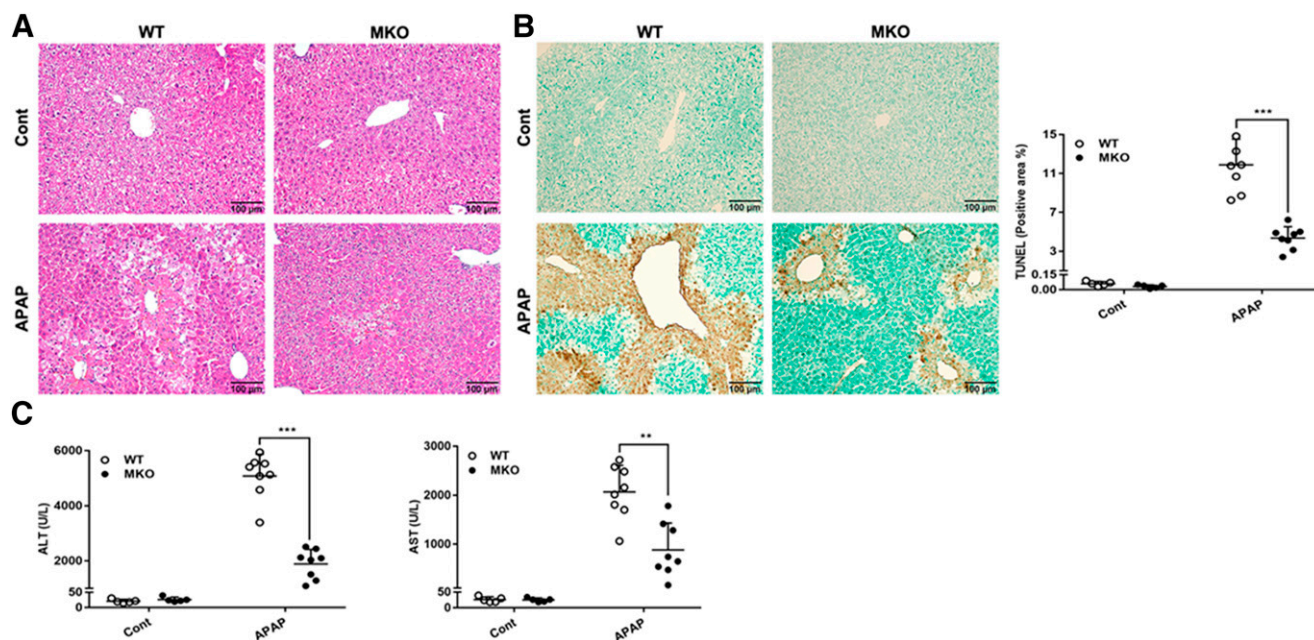 A
WT
MKO
Cont
100 µm
100 µm
APAP
100 µm
100 µm
B
WT
MKO
100 µm
100 µm
Cont
APAP
100 µm
100 µm
***
15
11
7
3
0.15
0.00
TUNEL (Positive area %)
WT
MKO
Cont
APAP
C
***
6000
4000
2000
50
0
ALT (U/L)
WT
MKO
Cont
APAP
**
3000
2000
1000
50
0
AST (U/L)
WT
MKO
Cont
APAP